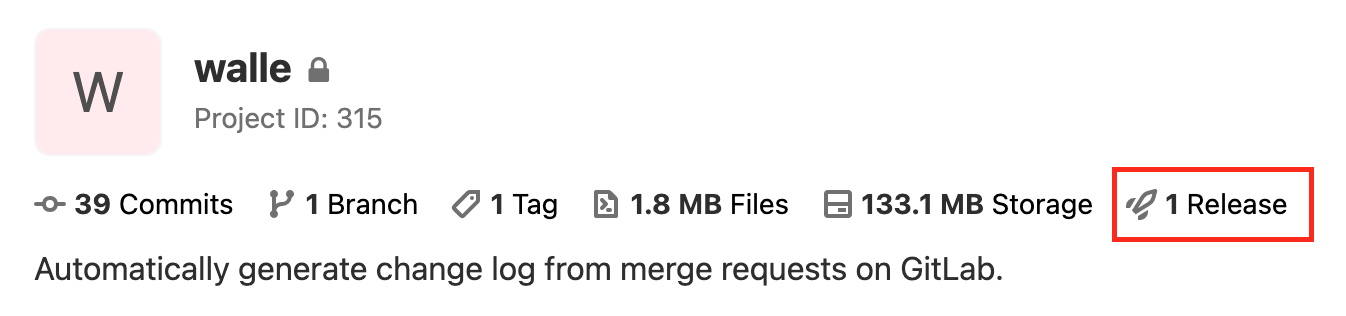 W
walle
Project ID: 315
39 Commits 1 Branch 1 Tag 1.8 MB Files 133.1 MB Storage 1 Release
Automatically generate change log from merge requests on GitLab.